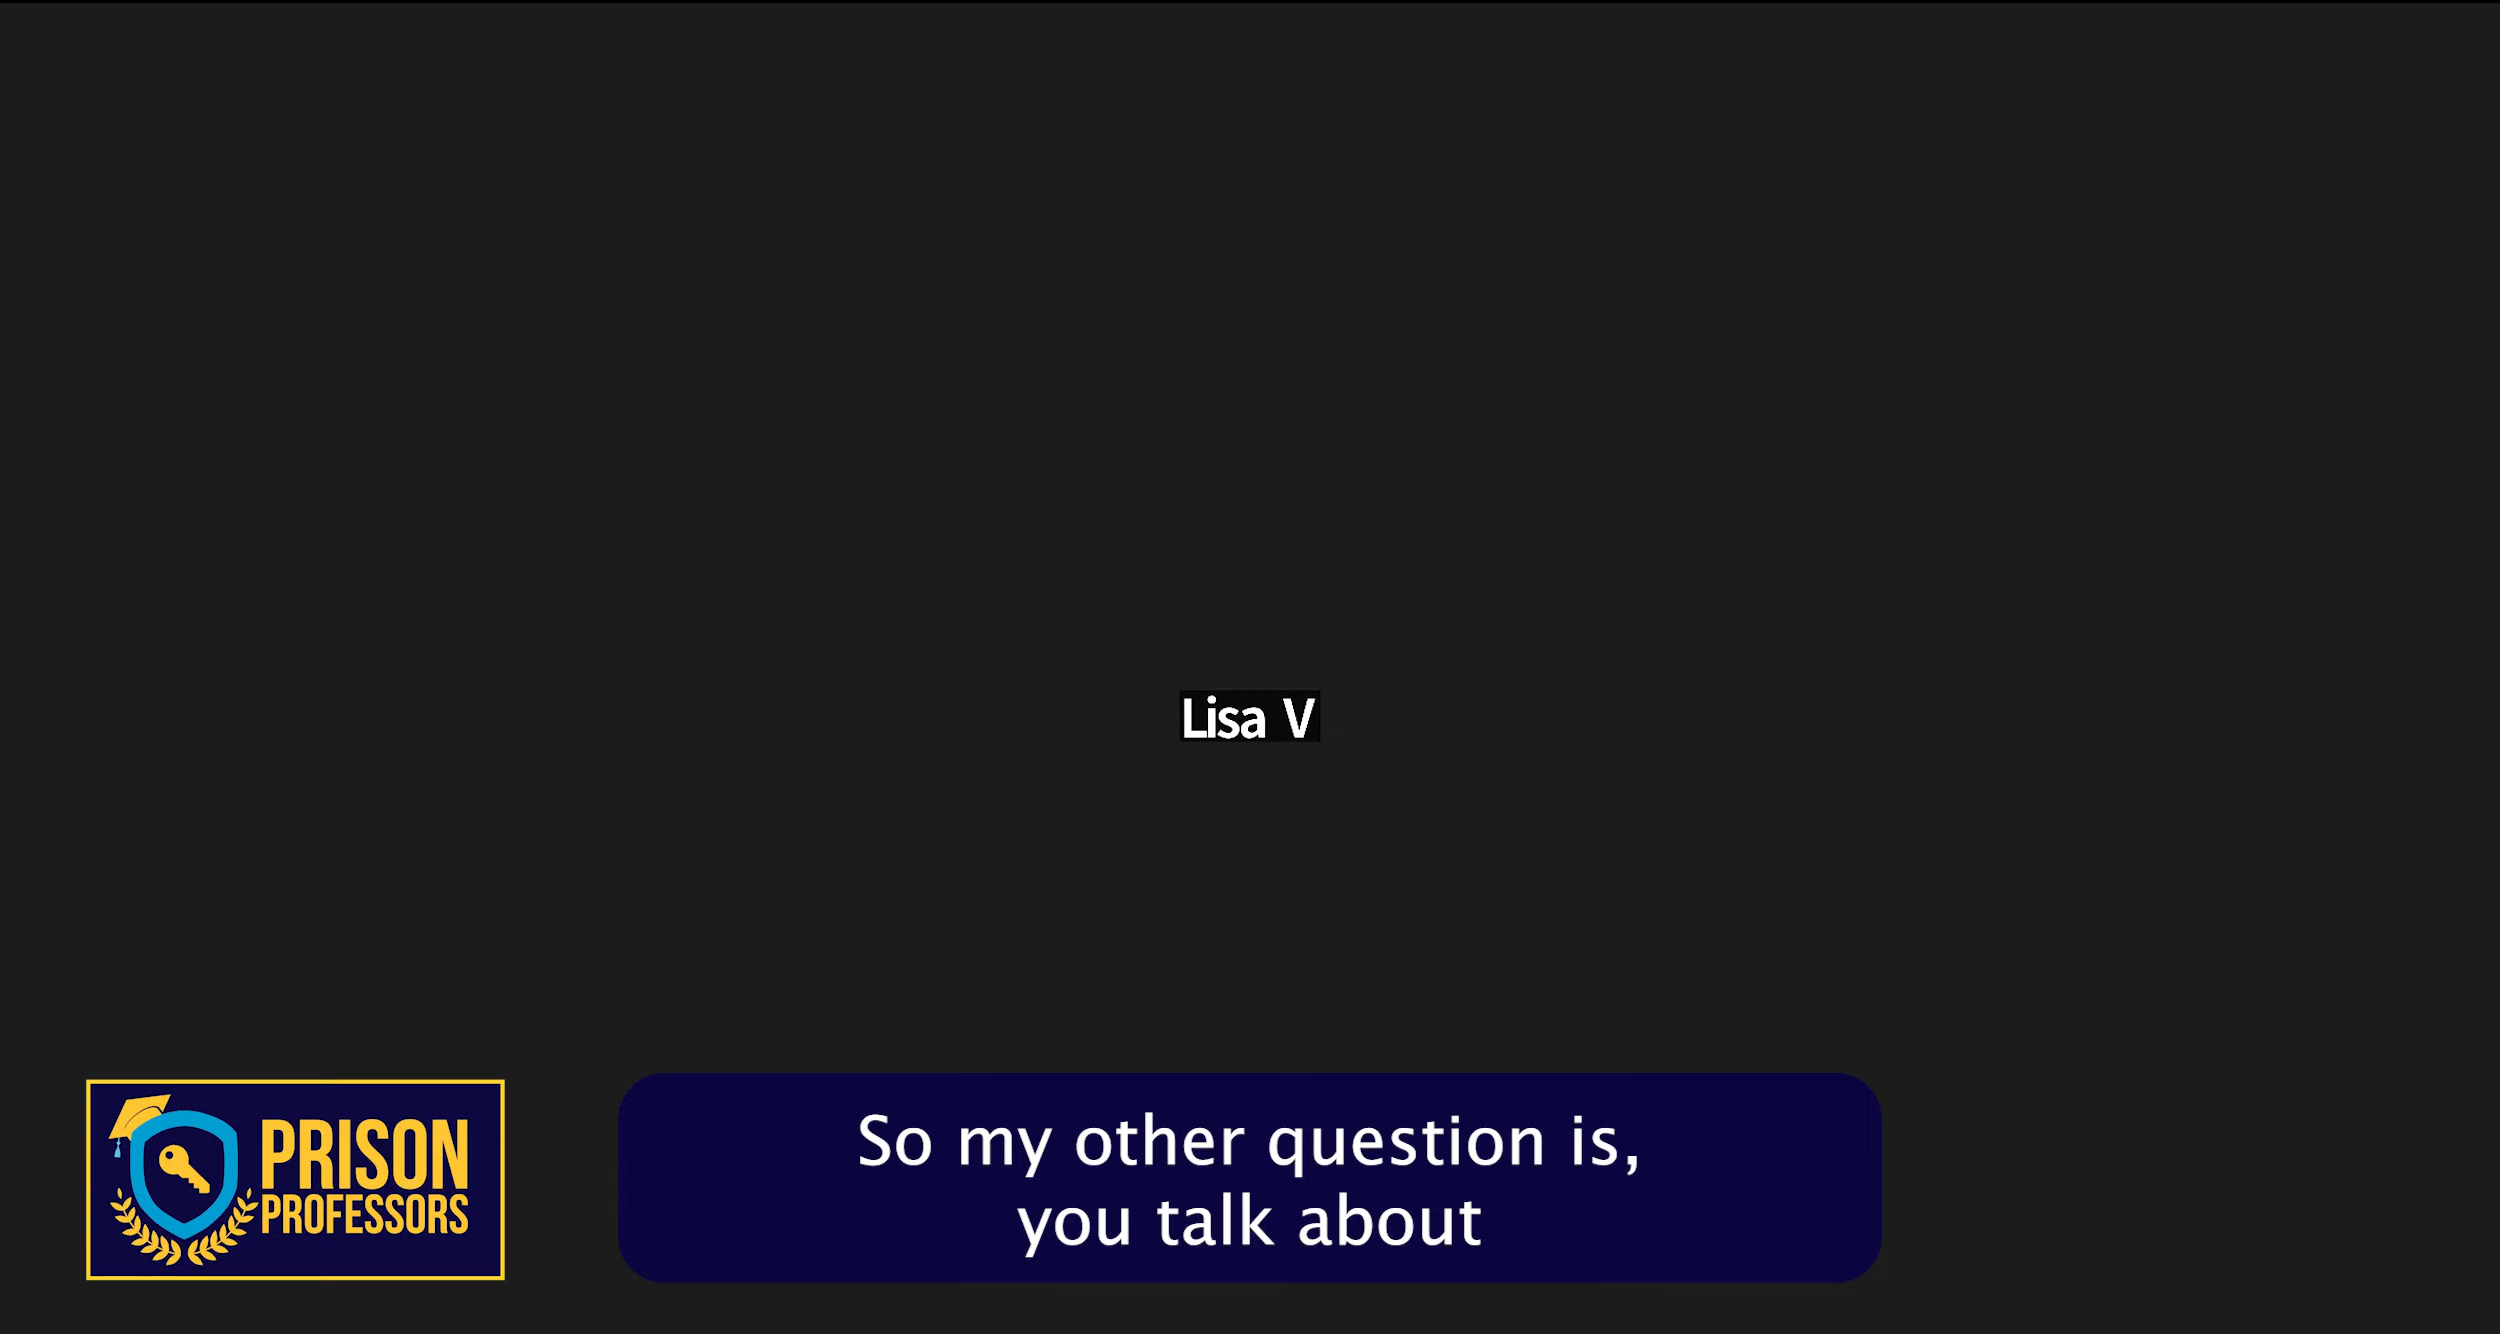 Lisa V
PRISON
PROFESSORS
So my other question is,
you talk about